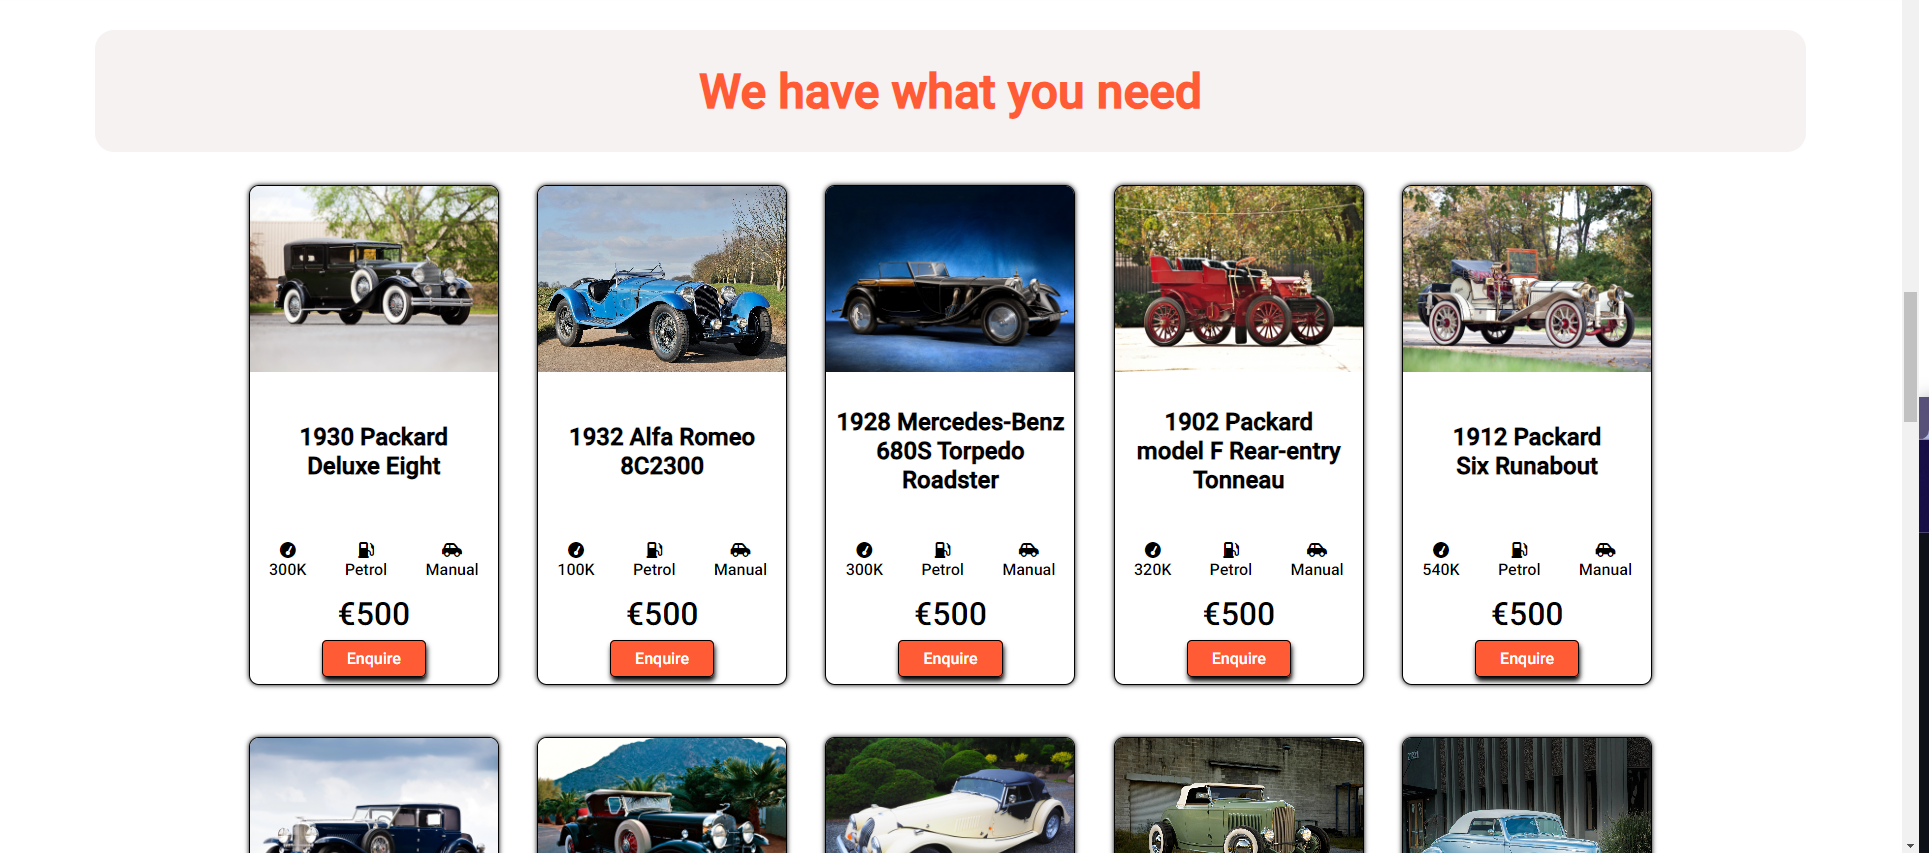 We have what you need
1930 Packard
Deluxe Eight
300K Petrol Manual
€500
Enquire
1932 Alfa Romeo
8C2300
100K Petrol Manual
€500
Enquire
1928 Mercedes-Benz
680S Torpedo
Roadster
300K Petrol Manual
€500
Enquire
1902 Packard
model F Rear-entry
Tonneau
320K Petrol Manual
€500
Enquire
1912 Packard
Six Runabout
540K Petrol Manual
€500
Enquire